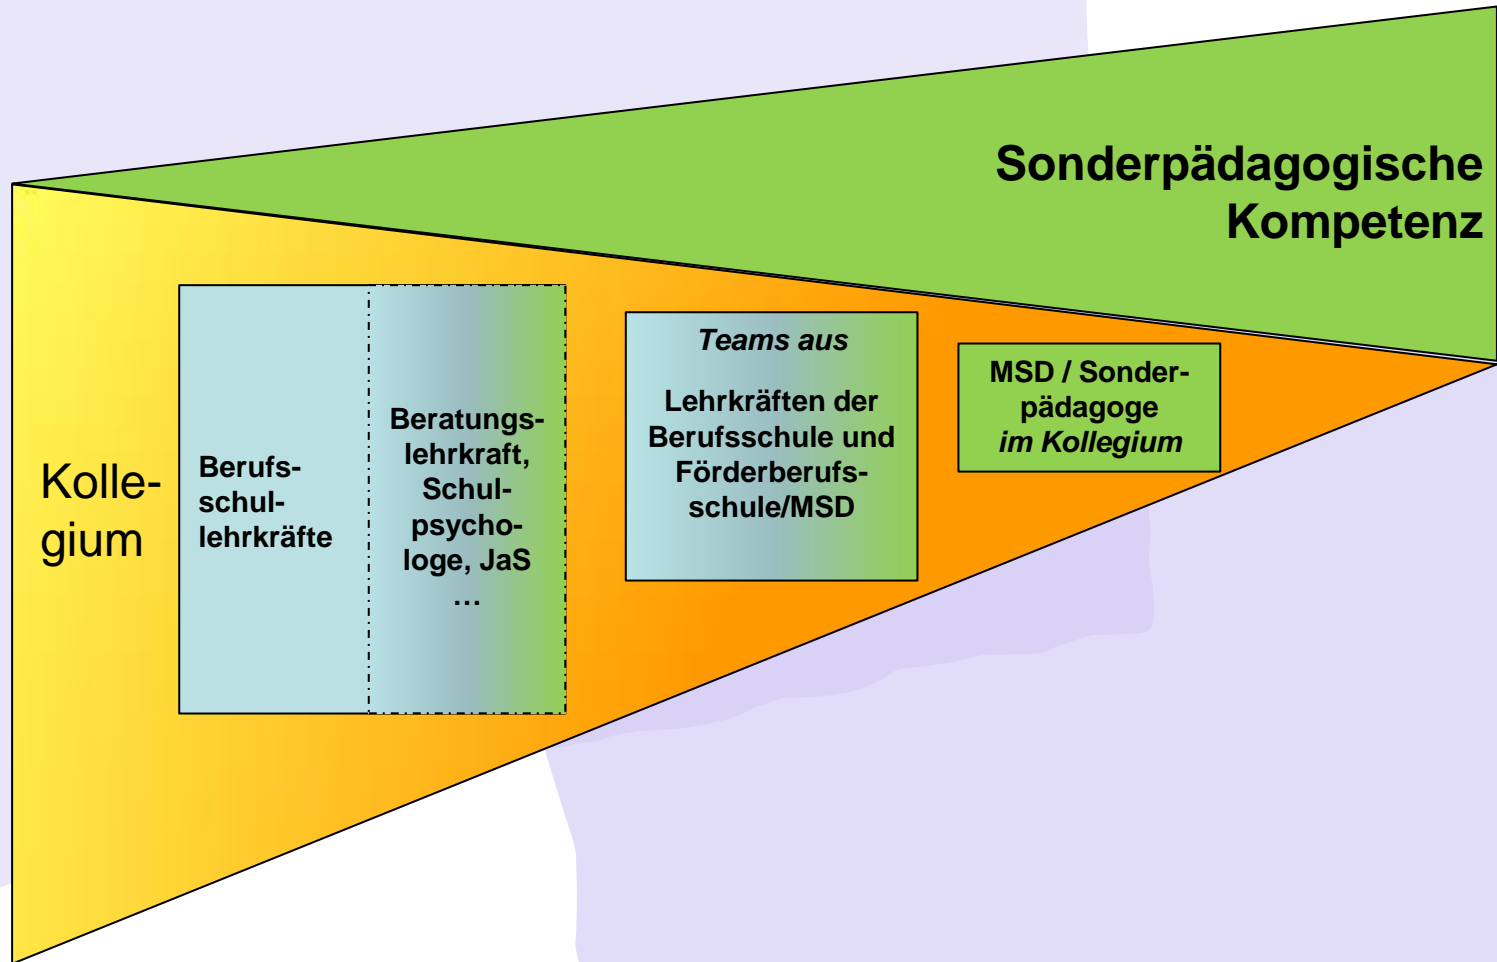 Sonderpädagogische
Kompetenz
Kolle-
gium
Berufs-
schul-
lehrkräfte
Beratungs-
lehrkraft,
Schul-
psycho-
loge, JaS
…
Teams aus
Lehrkräften der
Berufsschule und
Förderberufs-
schule/MSD
MSD / Sonder-
pädagoge
im Kollegium